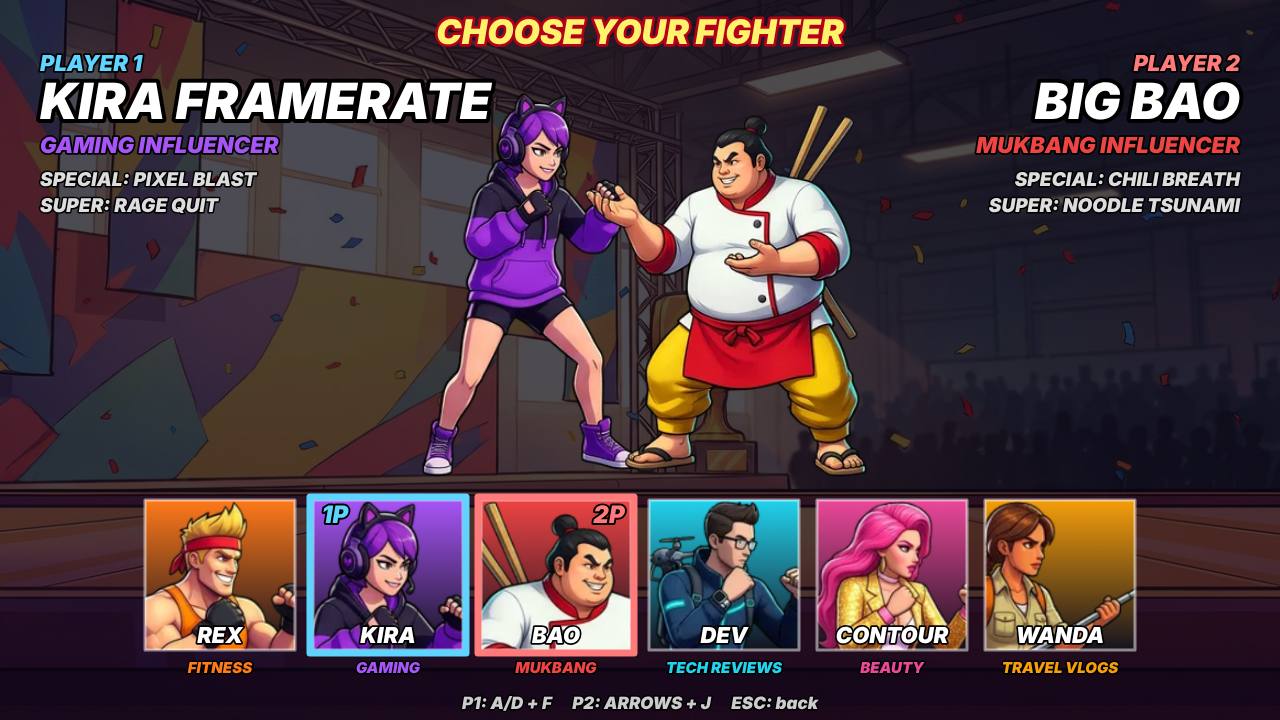 CHOOSE YOUR FIGHTER
PLAYER 1
KIRA FRAMERATE
GAMING INFLUENCER
SPECIAL: PIXEL BLAST
SUPER: RAGE QUIT
PLAYER 2
BIG BAO
MUKBANG INFLUENCER
SPECIAL: CHILI BREATH
SUPER: NOODLE TSUNAMI
1P
2P
REX
KIRA
BAO
DEV
CONTOUR
WANDA
FITNESS
GAMING
MUKBANG
TECH REVIEWS
BEAUTY
TRAVEL VLOGS
P1: A/D + F P2: ARROWS + J ESC: back